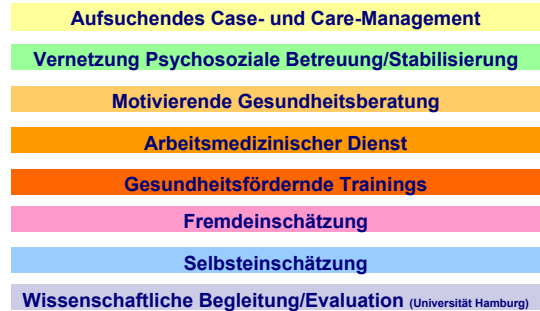 Aufsuchendes Case- und Care-Management
Vernetzung Psychosoziale Betreuung/Stabilisierung
Motivierende Gesundheitsberatung
Arbeitsmedizinischer Dienst
Gesundheitsfördernde Trainings
Fremdeinschätzung
Selbsteinschätzung
Wissenschaftliche Begleitung/Evaluation (Universität Hamburg)